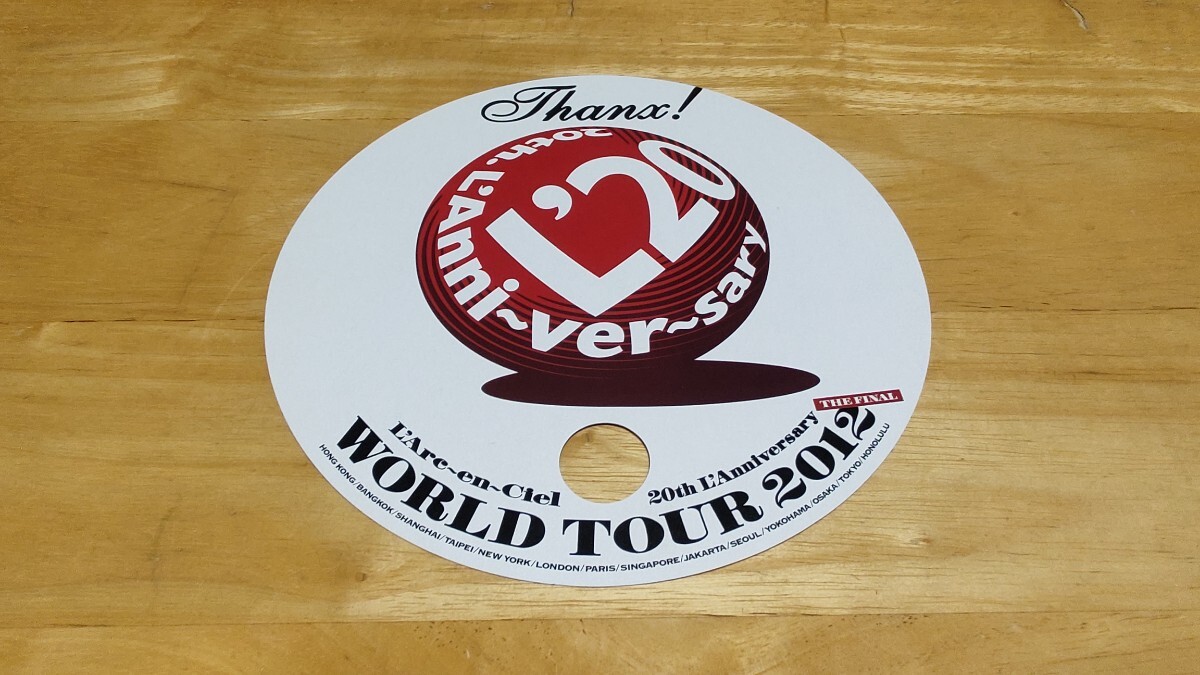 Thanx!
20th. L'Anni~ver~sary
L'20
L'Arc~en~Ciel
20th L'Anniversary
THE FINAL
WORLD TOUR 2012
HONG KONG/BANGKOK/SHANGHAI/TAIPEI/NEW YORK/LONDON/PARIS/SINGAPORE/JAKARTA/SEOUL/YOKOHAMA/OSAKA/TOKYO/HONOLULU